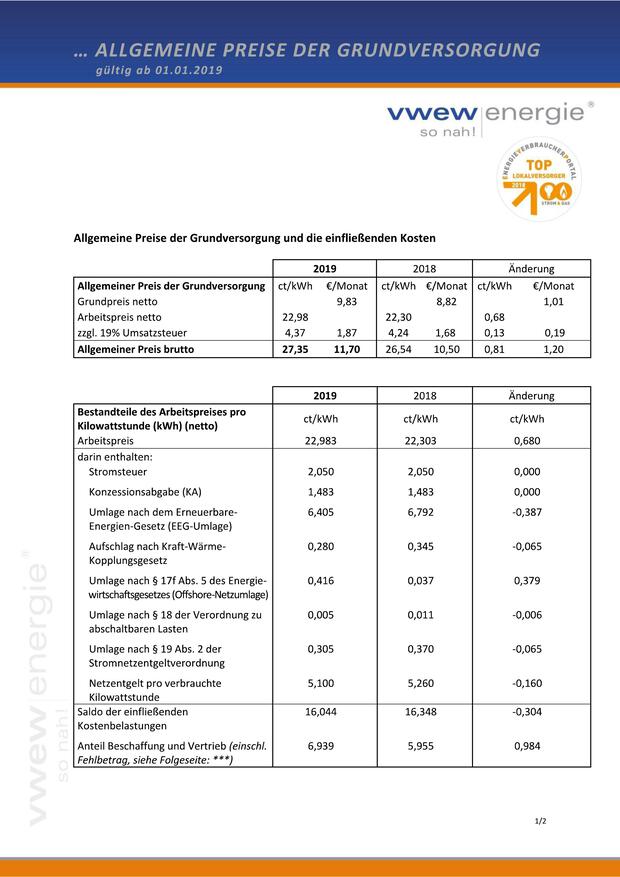 ... ALLGEMEINE PREISE DER GRUNDVERSORGUNG
gültig ab 01.01.2019
vwew energie®
so nah!
ENERGIEVERBRAUCHERPORTAL
TOP
LOKALVERSORGER
2018
STROM & GAS
Allgemeine Preise der Grundversorgung und die einfließenden Kosten
2019 2018 Änderung
Allgemeiner Preis der Grundversorgung ct/kWh €/Monat ct/kWh €/Monat ct/kWh €/Monat
Grundpreis netto 9,83 8,82 1,01
Arbeitspreis netto 22,98 22,30 0,68
zzgl. 19% Umsatzsteuer 4,37 1,87 4,24 1,68 0,13 0,19
Allgemeiner Preis brutto 27,35 11,70 26,54 10,50 0,81 1,20
2019 2018 Änderung
Bestandteile des Arbeitspreises pro
Kilowattstunde (kWh) (netto) ct/kWh ct/kWh ct/kWh
Arbeitspreis 22,983 22,303 0,680
darin enthalten:
Stromsteuer 2,050 2,050 0,000
Konzessionsabgabe (KA) 1,483 1,483 0,000
Umlage nach dem Erneuerbare- 6,405 6,792 -0,387
Energien-Gesetz (EEG-Umlage)
Aufschlag nach Kraft-Wärme- 0,280 0,345 -0,065
Kopplungsgesetz
Umlage nach § 17f Abs. 5 des Energie- 0,416 0,037 0,379
wirtschaftsgesetzes (Offshore-Netzumlage)
Umlage nach § 18 der Verordnung zu 0,005 0,011 -0,006
abschaltbaren Lasten
Umlage nach § 19 Abs. 2 der 0,305 0,370 -0,065
Stromnetzentgeltverordnung
Netzentgelt pro verbrauchte 5,100 5,260 -0,160
Kilowattstunde
Saldo der einfließenden 16,044 16,348 -0,304
Kostenbelastungen
Anteil Beschaffung und Vertrieb (einschl. 6,939 5,955 0,984
Fehlbetrag, siehe Folgeseite: ***)
vwew energie®
so nah!
1/2